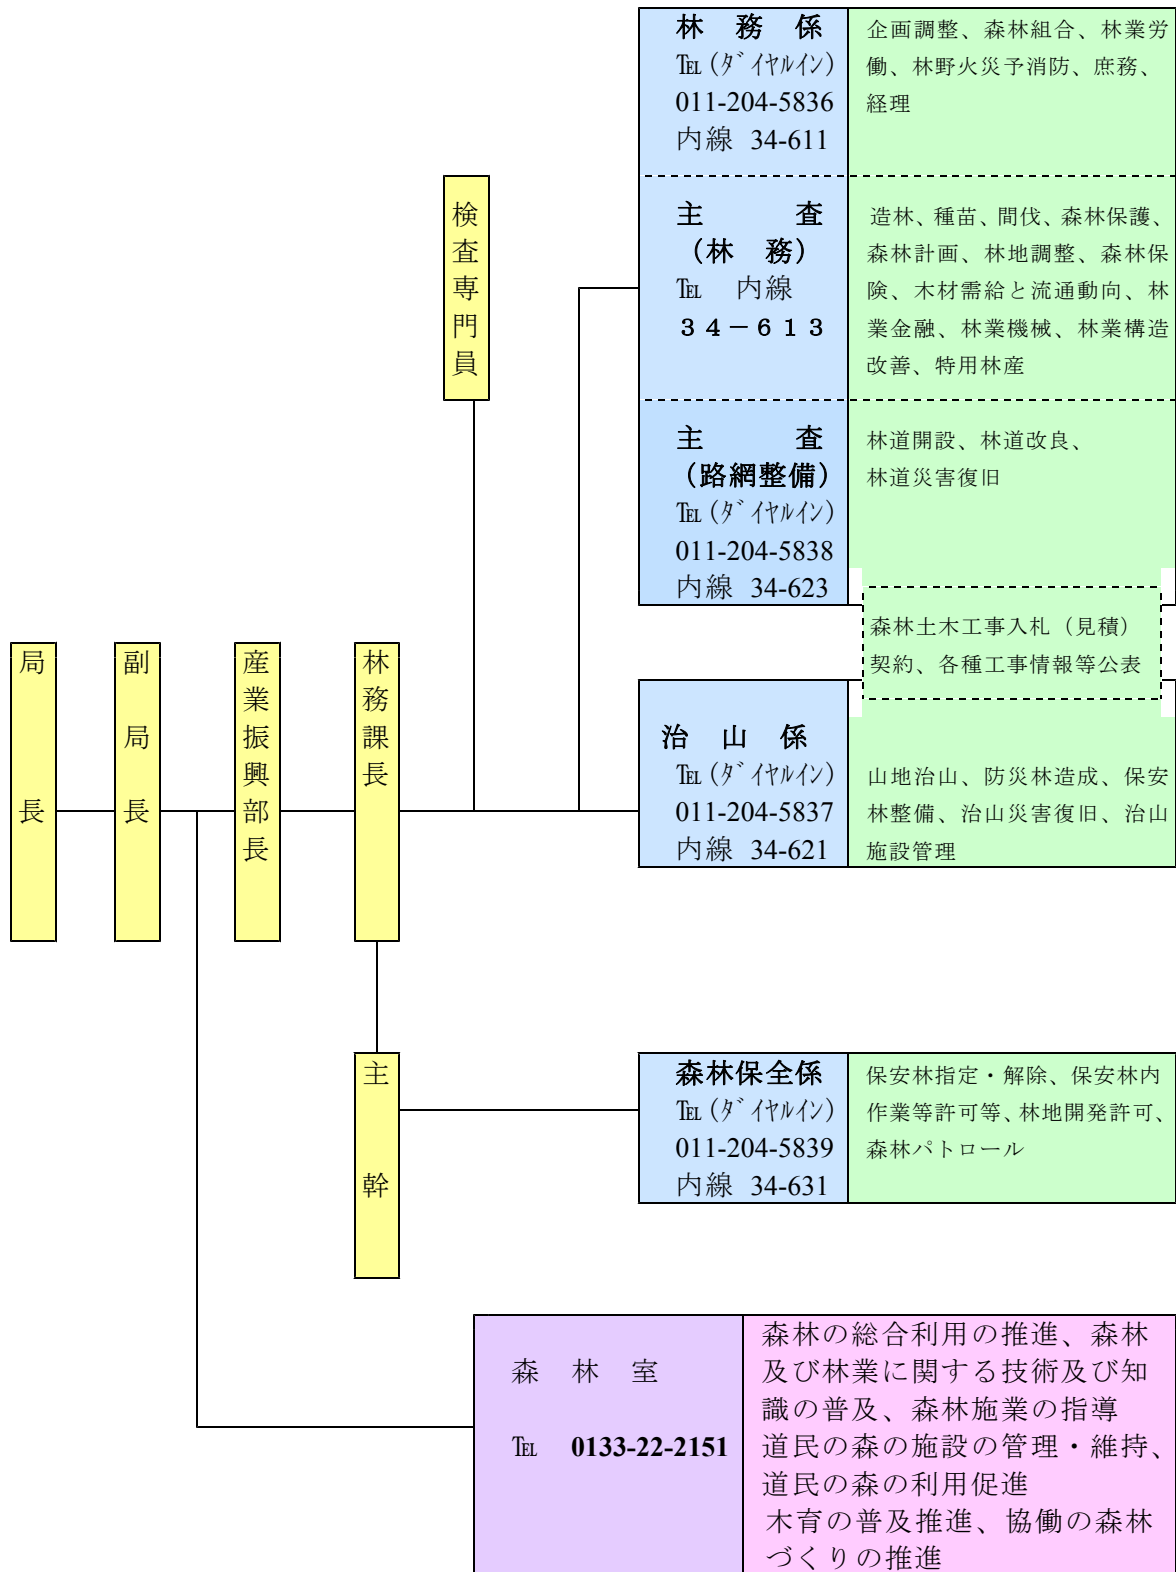 林務係
℡(ﾀﾞｲﾔﾙｲﾝ)
011-204-5836
内線 34-611
企画調整、森林組合、林業労
働、林野火災予消防、庶務、
経理
検査専門員
主査
(林務)
℡ 内線
34-613
造林、種苗、間伐、森林保護、
森林計画、林地調整、森林保
険、木材需給と流通動向、林
業金融、林業機械、林業構造
改善、特用林産
主査
(路網整備)
℡(ﾀﾞｲﾔﾙｲﾝ)
011-204-5838
内線 34-623
林道開設、林道改良、
林道災害復旧
森林土木工事入札（見積）
契約、各種工事情報等公表
局長
副局長
産業振興部長
林務課長
治山係
℡(ﾀﾞｲﾔﾙｲﾝ)
011-204-5837
内線 34-621
山地治山、防災林造成、保安
林整備、治山災害復旧、治山
施設管理
主幹
森林保全係
℡(ﾀﾞｲﾔﾙｲﾝ)
011-204-5839
内線 34-631
保安林指定・解除、保安林内
作業等許可等、林地開発許可、
森林パトロール
森林室
℡ 0133-22-2151
森林の総合利用の推進、森林
及び林業に関する技術及び知
識の普及、森林施業の指導
道民の森の施設の管理・維持、
道民の森の利用促進
木育の普及推進、協働の森林
づくりの推進